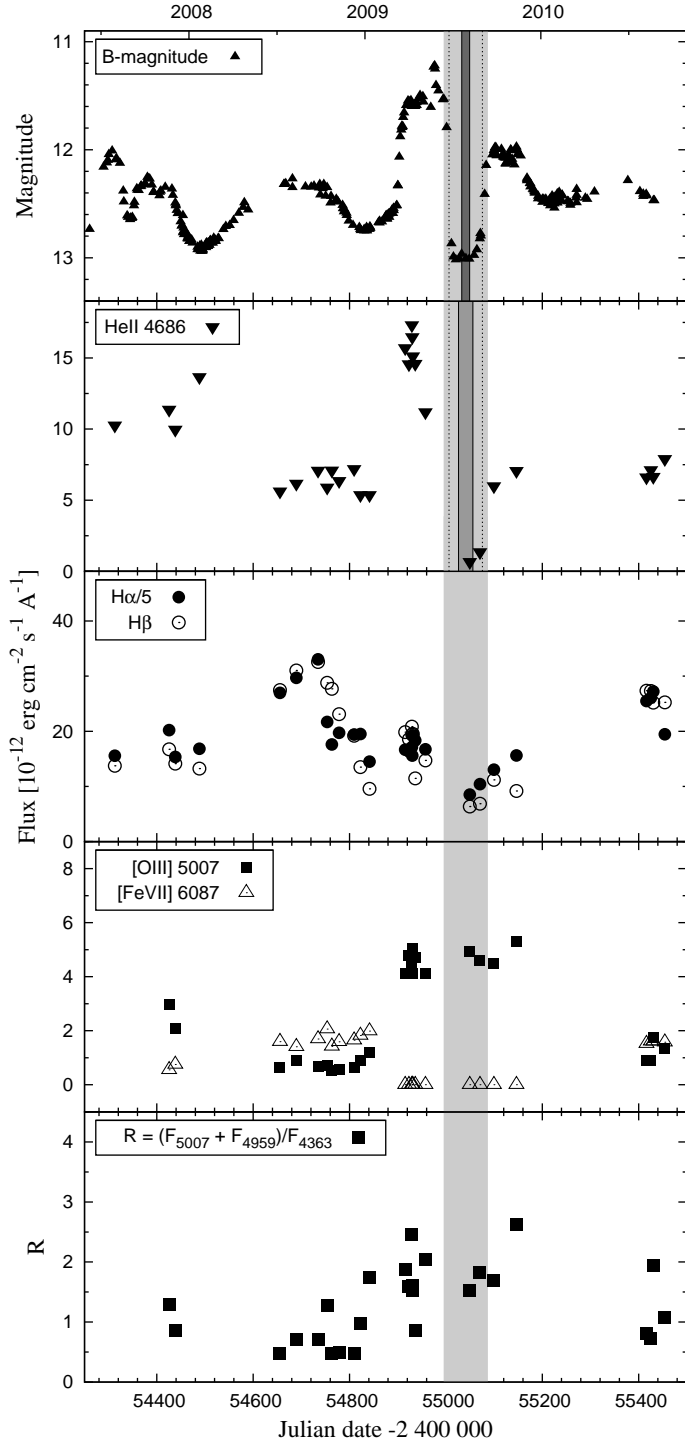 2008 2009 2010
B-magnitude
11
12
13
Magnitude
HeII 4686
15
10
5
0
Hα/5
Hβ
40
20
0
Flux [10⁻¹² erg cm⁻² s⁻¹ A⁻¹]
[OIII] 5007
[FeVII] 6087
8
6
4
2
0
R = (F₅₀₀₇ + F₄₉₅₉)/F₄₃₆₃
4
3
2
1
0
R
54400 54600 54800 55000 55200 55400
Julian date -2 400 000